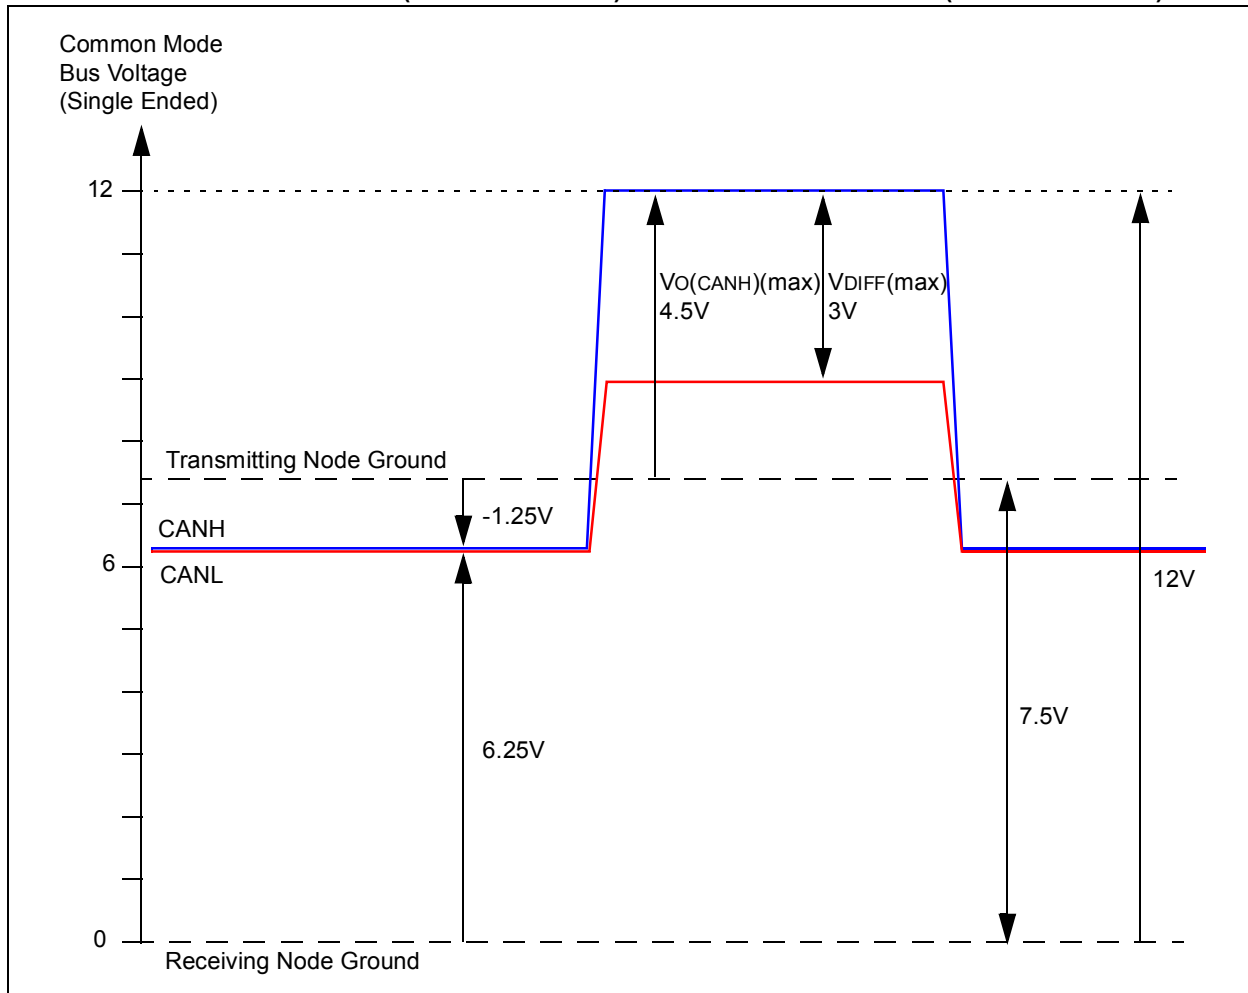 Common Mode
Bus Voltage
(Single Ended)
12
VO(CANH)(max)
4.5V
VDIFF(max)
3V
Transmitting Node Ground
-1.25V
CANH
6
CANL
12V
7.5V
6.25V
0
Receiving Node Ground